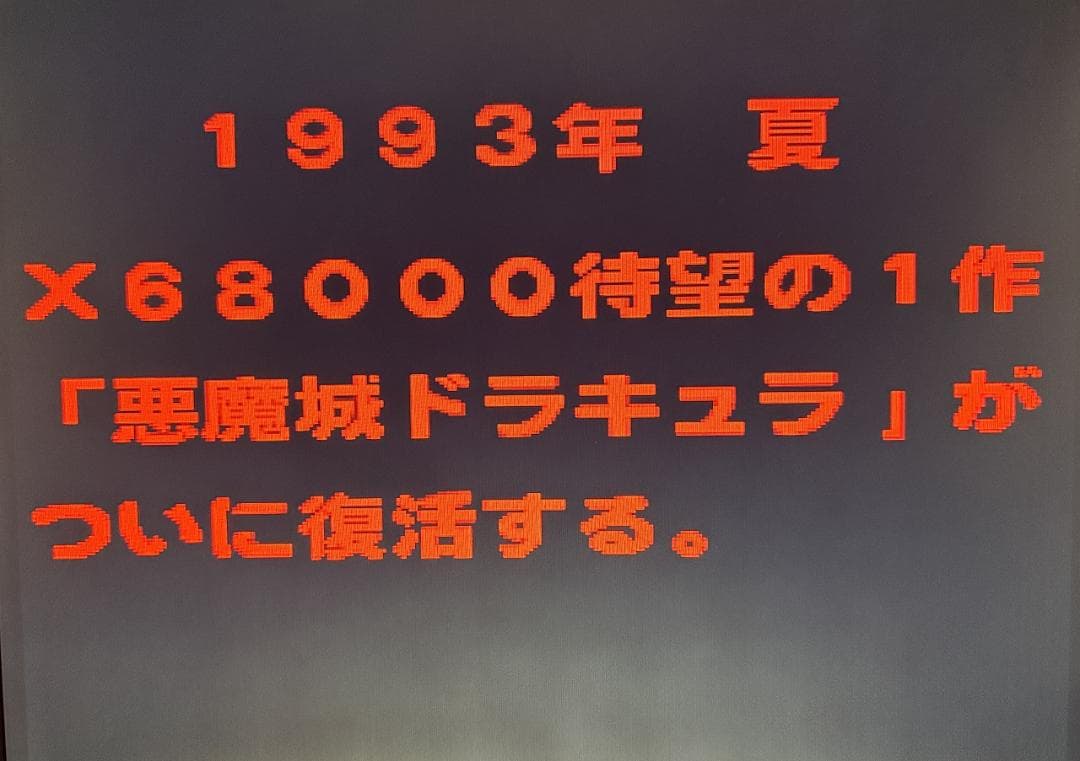 １９９３年　夏
Ｘ６８０００待望の１作
「悪魔城ドラキュラ」が
ついに復活する。